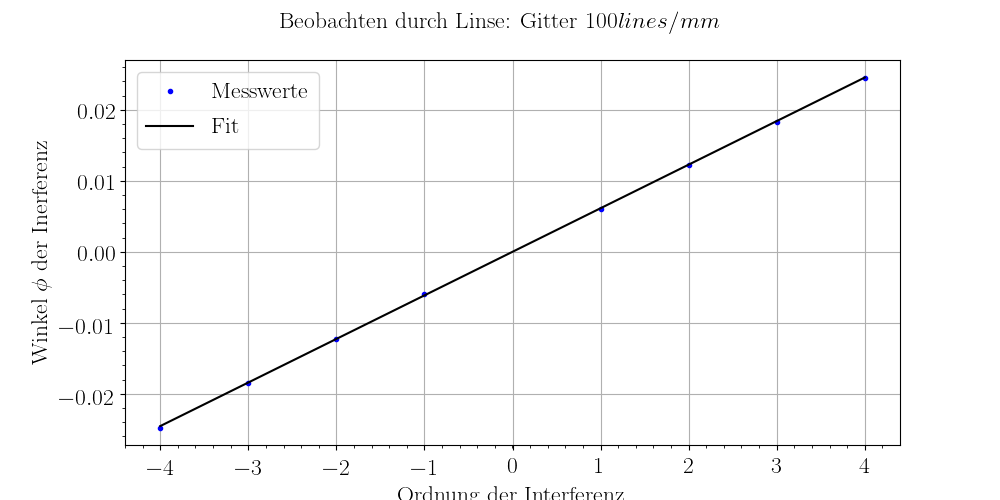 Beobachten durch Linse: Gitter 100lines/mm
Messwerte
Fit
Winkel ϕ der Inerferenz
0.02
0.01
0.00
−0.01
−0.02
−4 −3 −2 −1 0 1 2 3 4
Ordnung der Interferenz